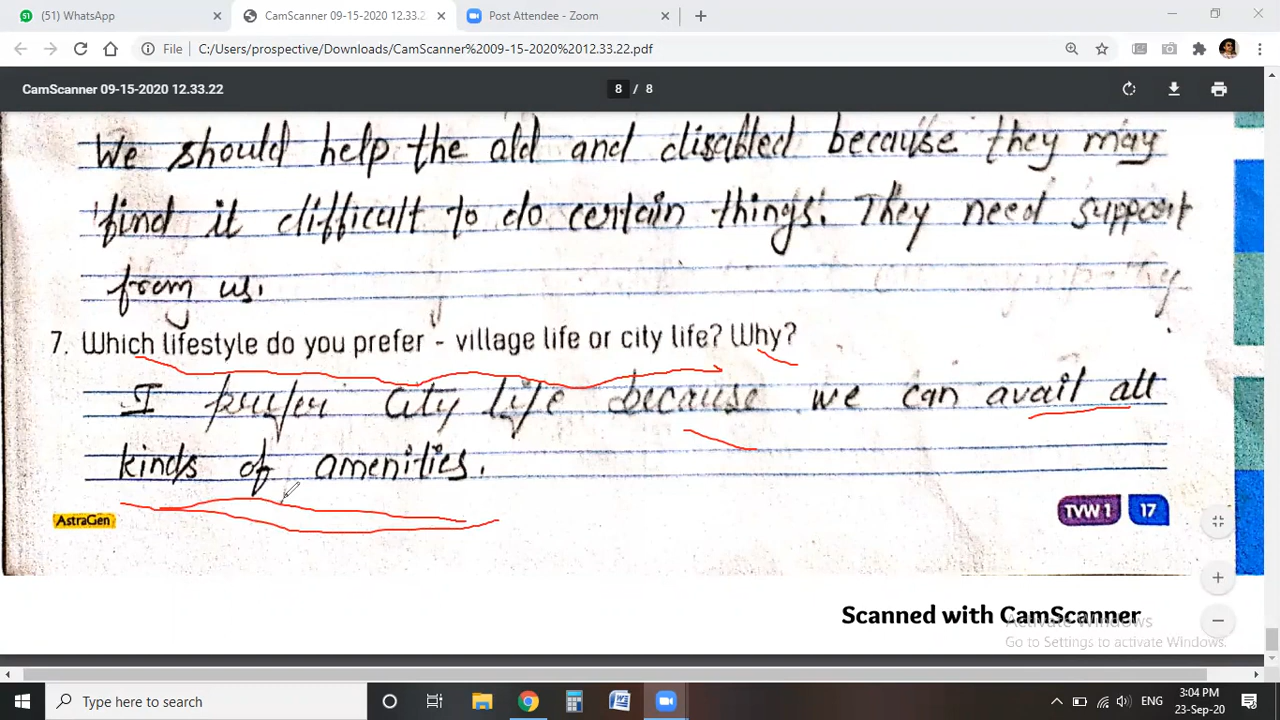 (51) WhatsApp
CamScanner 09-15-2020 12.33.2
Post Attendee - Zoom
File C:/Users/prospective/Downloads/CamScanner%2009-15-2020%2012.33.22.pdf
CamScanner 09-15-2020 12.33.22
8 / 8
We should help the old and disabled because they may
find it difficult to do certain things. They need support
from us.
7. Which lifestyle do you prefer - village life or city life? Why?
I prefer City life because we can avail all
kinds of amenities.
AstraGen
TVW 1 17
Scanned with CamScanner
Activate Windows
Go to Settings to activate Windows.
Type here to search
ENG
3:04 PM
23-Sep-20